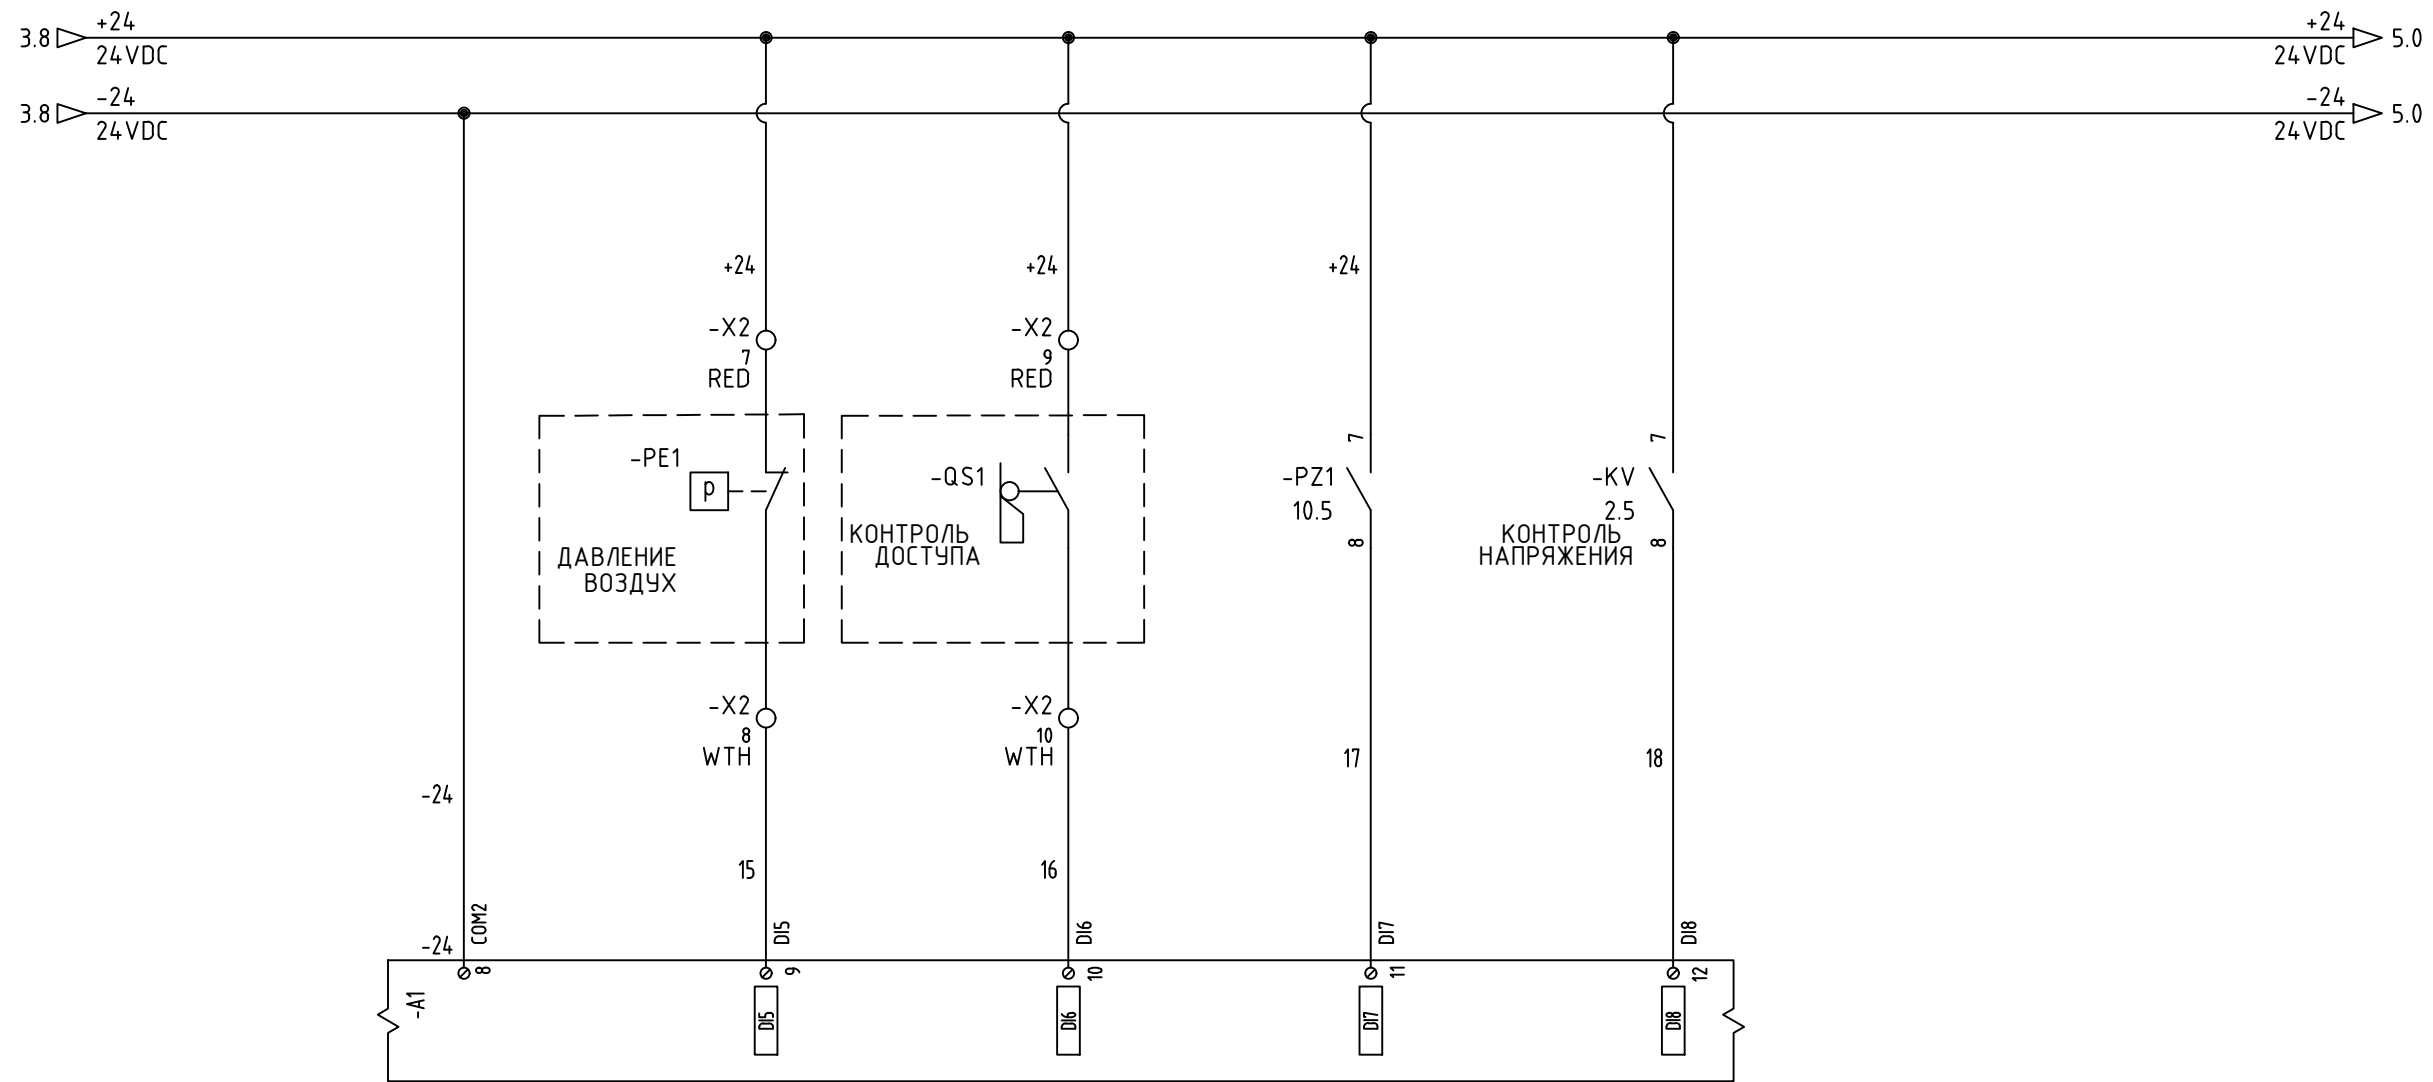 3.8
+24
24VDC
+24
24VDC
5.0
3.8
-24
24VDC
-24
24VDC
5.0
+24
+24
+24
-X2
7
RED
-X2
9
RED
-PE1
p
ДАВЛЕНИЕ
ВОЗДУХ
-QS1
КОНТРОЛЬ
ДОСТУПА
7
-PZ1
10.5
8
7
-KV
2.5
КОНТРОЛЬ
НАПРЯЖЕНИЯ
8
-X2
8
WTH
-X2
10
WTH
17
18
-24
15
16
-24
COM2
DI5
DI6
DI7
DI8
8
9
10
11
12
-A1
DI5
DI6
DI7
DI8